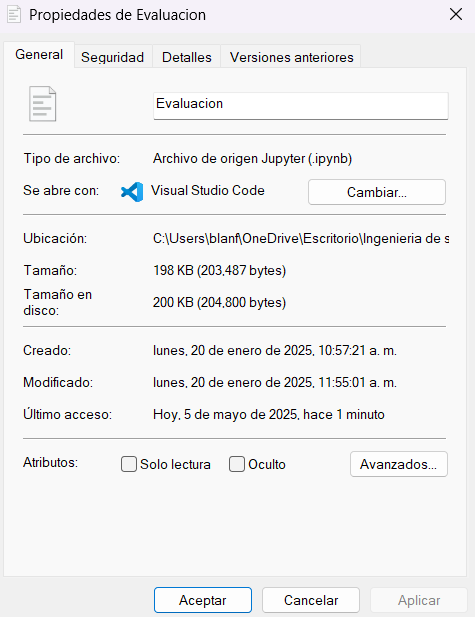 Propiedades de Evaluacion
General Seguridad Detalles Versiones anteriores
Evaluacion
Tipo de archivo: Archivo de origen Jupyter (.ipynb)
Se abre con: Visual Studio Code Cambiar...
Ubicación: C:\Users\blanf\OneDrive\Escritorio\Ingenieria de s
Tamaño: 198 KB (203,487 bytes)
Tamaño en disco: 200 KB (204,800 bytes)
Creado: lunes, 20 de enero de 2025, 10:57:21 a. m.
Modificado: lunes, 20 de enero de 2025, 11:55:01 a. m.
Último acceso: Hoy, 5 de mayo de 2025, hace 1 minuto
Atributos: Solo lectura Oculto Avanzados...
Aceptar Cancelar Aplicar